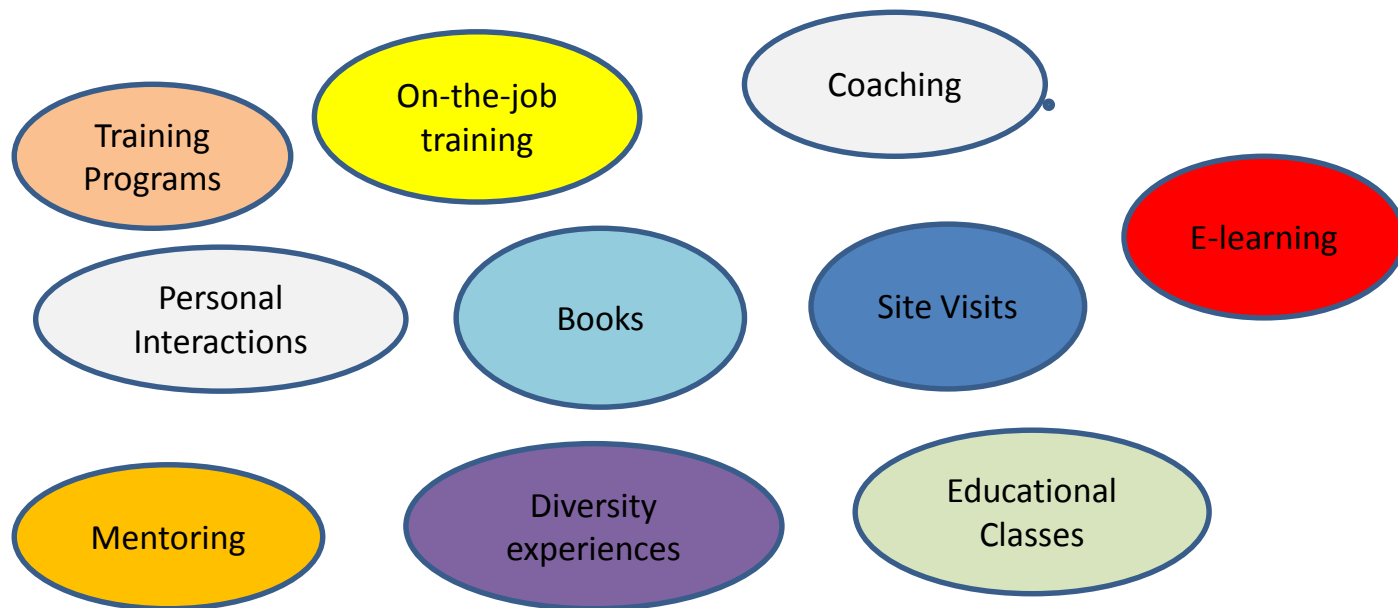 Training
Programs
On-the-job
training
Coaching
E-learning
Personal
Interactions
Books
Site Visits
Mentoring
Diversity
experiences
Educational
Classes